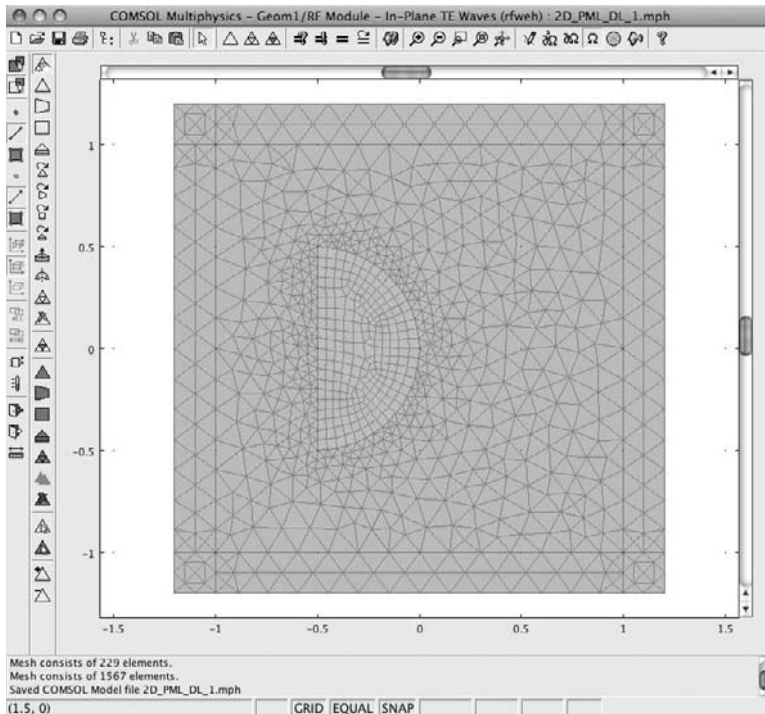 COMSOL Multiphysics - Geom1/RF Module - In-Plane TE Waves (rfweh) : 2D_PML_DL_1.mph
1
0.5
0
-0.5
-1
-1.5 -1 -0.5 0 0.5 1 1.5
Mesh consists of 229 elements.
Mesh consists of 1567 elements.
Saved COMSOL Model file 2D_PML_DL_1.mph
(1.5, 0) GRID EQUAL SNAP